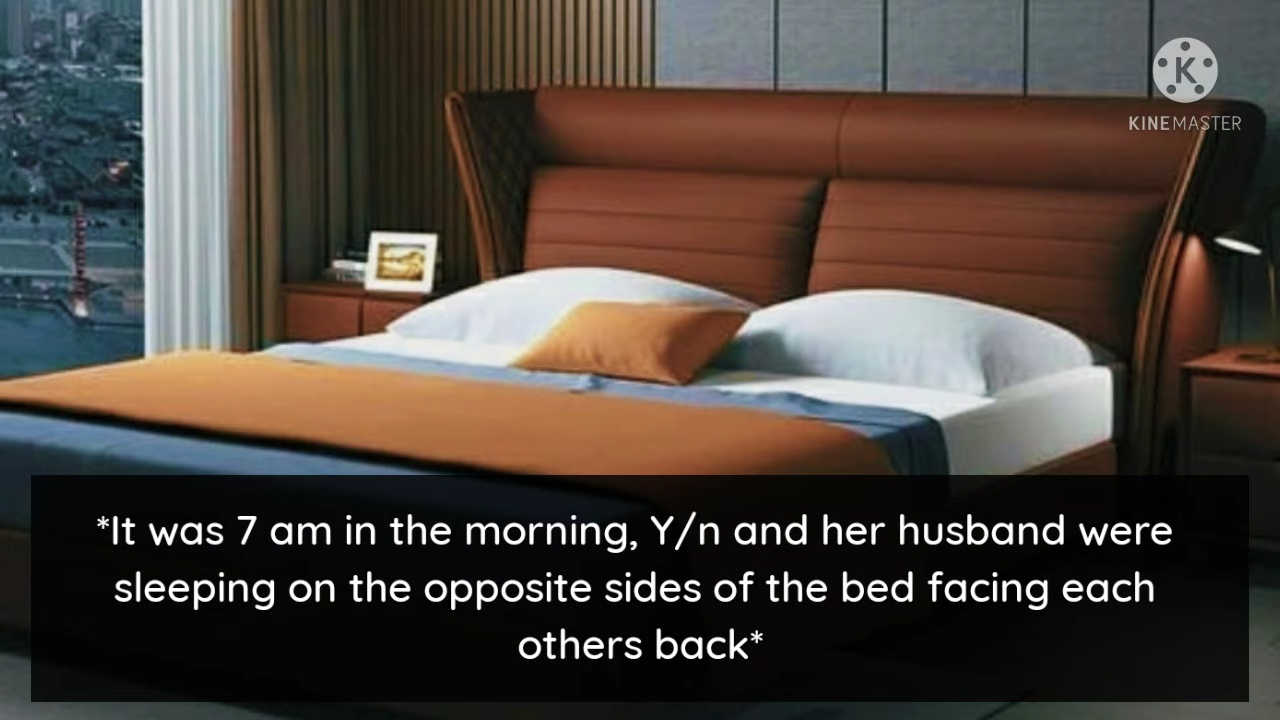 K
KINEMASTER
*It was 7 am in the morning, Y/n and her husband were
sleeping on the opposite sides of the bed facing each
others back*